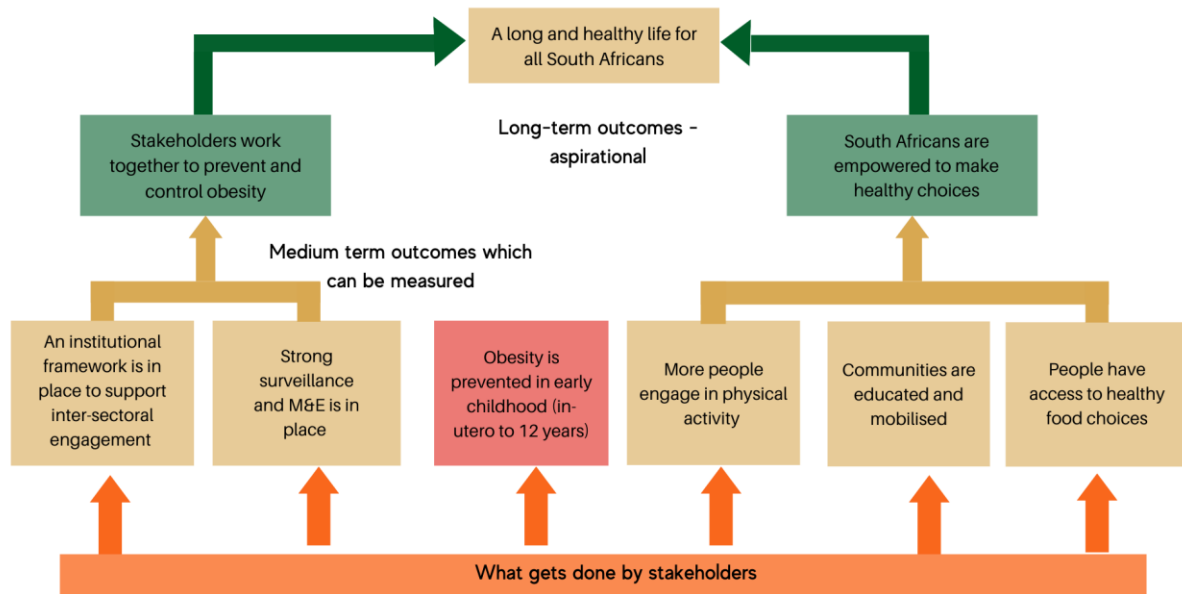 A long and healthy life for
all South Africans
Stakeholders work
together to prevent and
control obesity
Long-term outcomes -
aspirational
South Africans are
empowered to make
healthy choices
Medium term outcomes which
can be measured
An institutional
framework is in
place to support
inter-sectoral
engagement
Strong
surveillance
and M&E is in
place
Obesity is
prevented in early
childhood (in-
utero to 12 years)
More people
engage in physical
activity
Communities are
educated and
mobilised
People have
access to healthy
food choices
What gets done by stakeholders